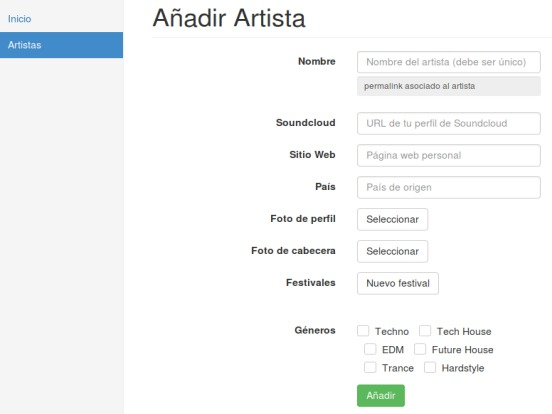 Inicio
Artistas
Añadir Artista
Nombre
Nombre del artista (debe ser único)
permalink asociado al artista
Soundcloud
URL de tu perfil de Soundcloud
Sitio Web
Página web personal
País
País de origen
Foto de perfil
Seleccionar
Foto de cabecera
Seleccionar
Festivales
Nuevo festival
Géneros
Techno Tech House
EDM Future House
Trance Hardstyle
Añadir